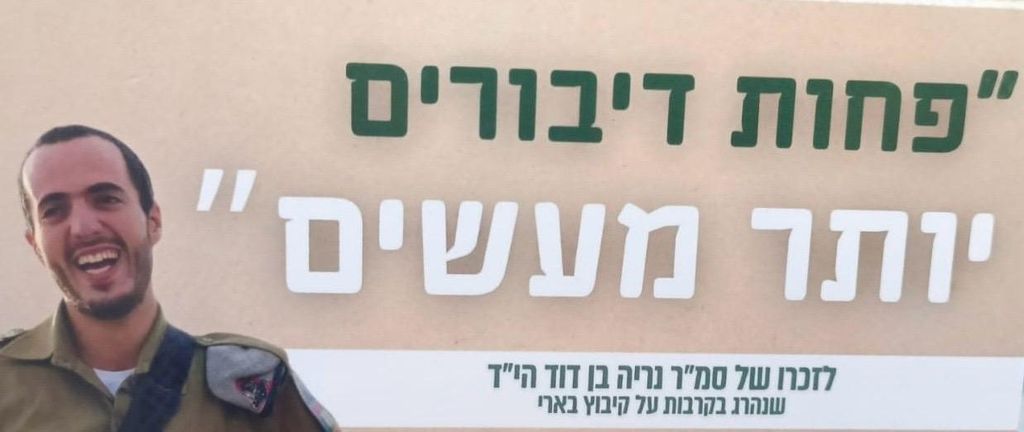 "פחות דיבורים
יותר מעשים"
לזכרו של סמ"ר נריה בן דוד הי"ד
שנהרג בקרבות על קיבוץ בארי